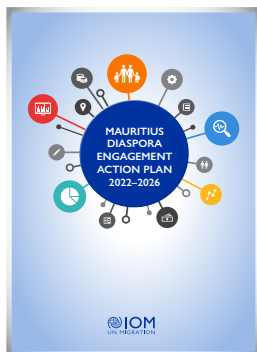 MAURITIUS
DIASPORA
ENGAGEMENT
ACTION PLAN
2022–2026
IOM
UN MIGRATION